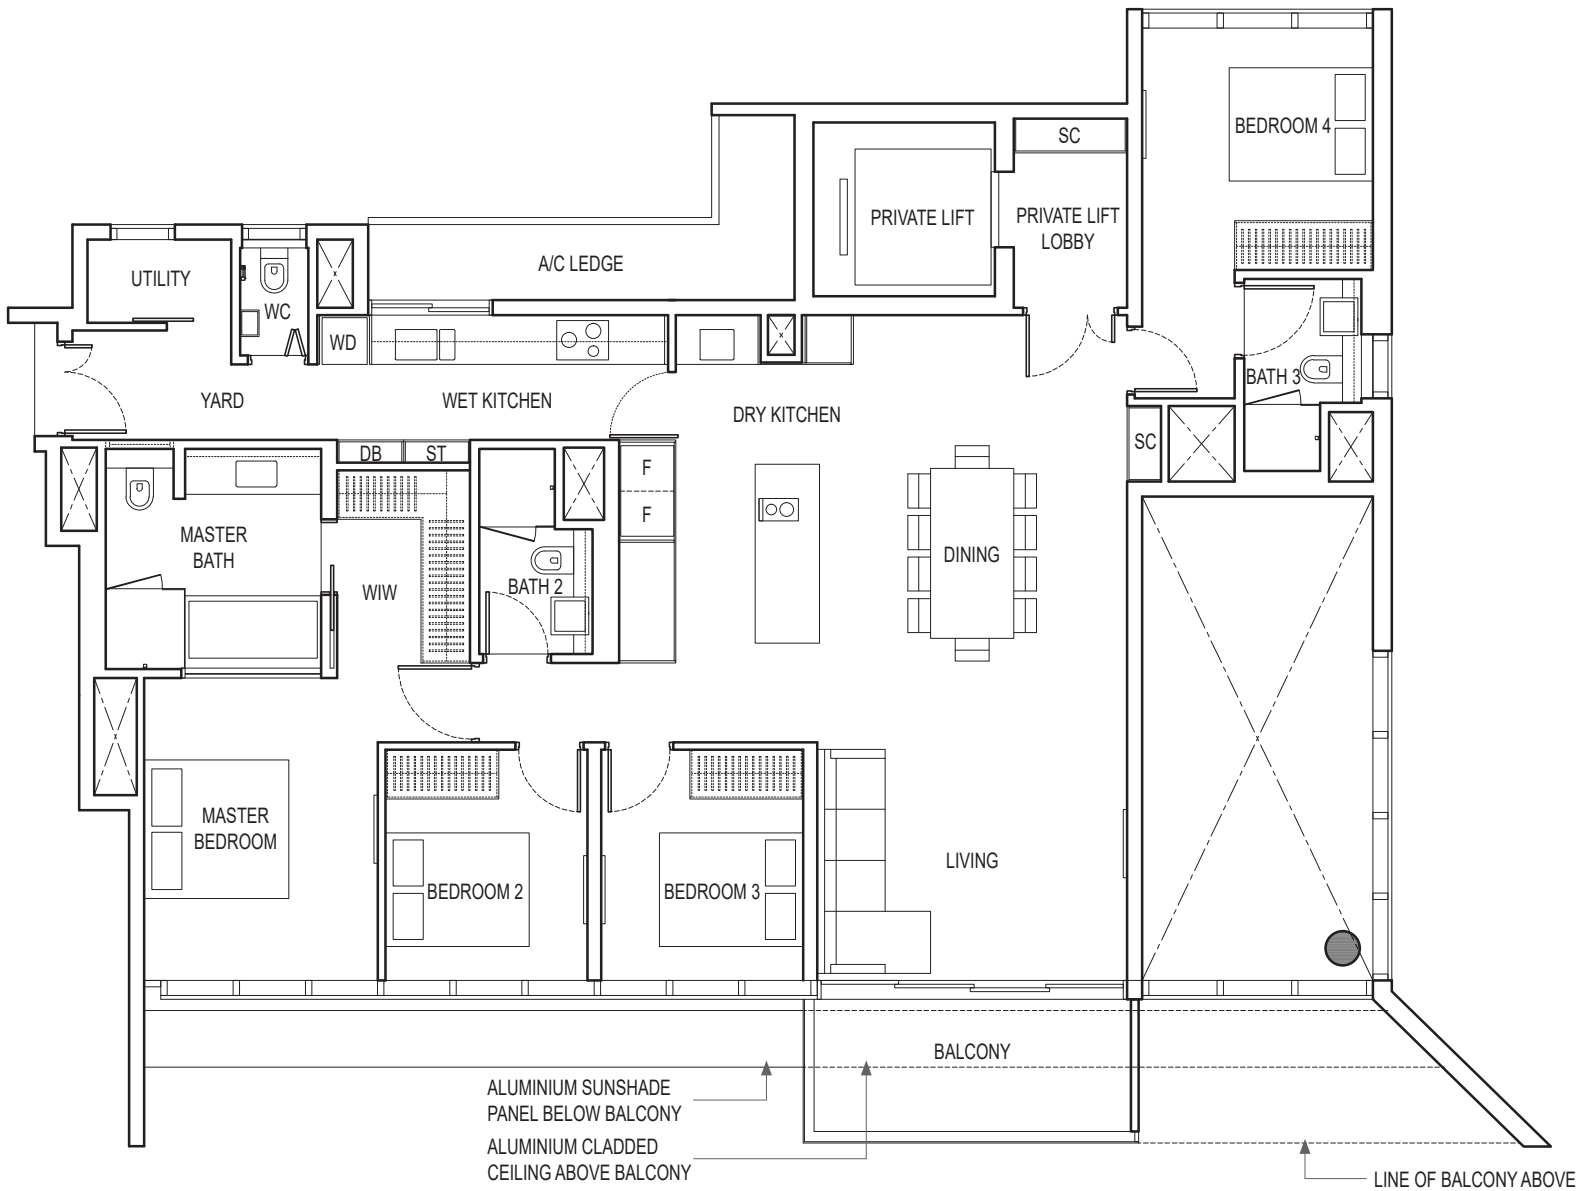 SC
BEDROOM 4
PRIVATE LIFT
PRIVATE LIFT
LOBBY
A/C LEDGE
UTILITY
WC
WD
BATH 3
YARD
WET KITCHEN
DRY KITCHEN
SC
DB
ST
F
F
MASTER
BATH
DINING
WIW
BATH 2
MASTER
BEDROOM
BEDROOM 2
BEDROOM 3
LIVING
BALCONY
ALUMINIUM SUNSHADE
PANEL BELOW BALCONY
ALUMINIUM CLADDED
CEILING ABOVE BALCONY
LINE OF BALCONY ABOVE